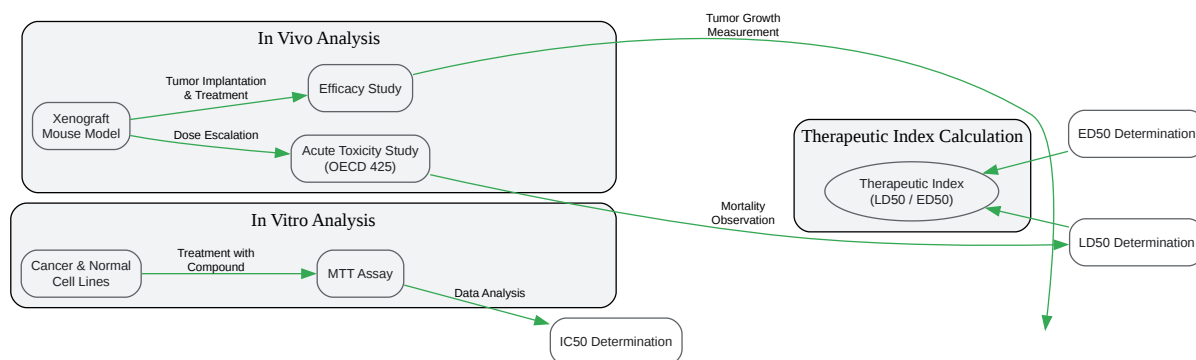 In Vivo Analysis
Tumor Implantation
& Treatment
Efficacy Study
Xenograft
Mouse Model
Dose Escalation
Acute Toxicity Study
(OECD 425)
Tumor Growth
Measurement
In Vitro Analysis
Cancer & Normal
Cell Lines
Treatment with
Compound
MTT Assay
Data Analysis
IC50 Determination
Mortality
Observation
Therapeutic Index Calculation
Therapeutic Index
(LD50 / ED50)
ED50 Determination
LD50 Determination